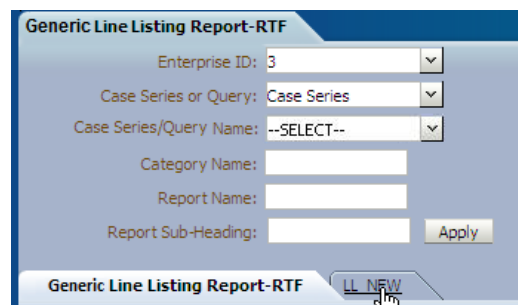 Generic Line Listing Report-RTF
Enterprise ID: 3
Case Series or Query: Case Series
Case Series/Query Name: --SELECT--
Category Name:
Report Name:
Report Sub-Heading: Apply
Generic Line Listing Report-RTF LL_NEW